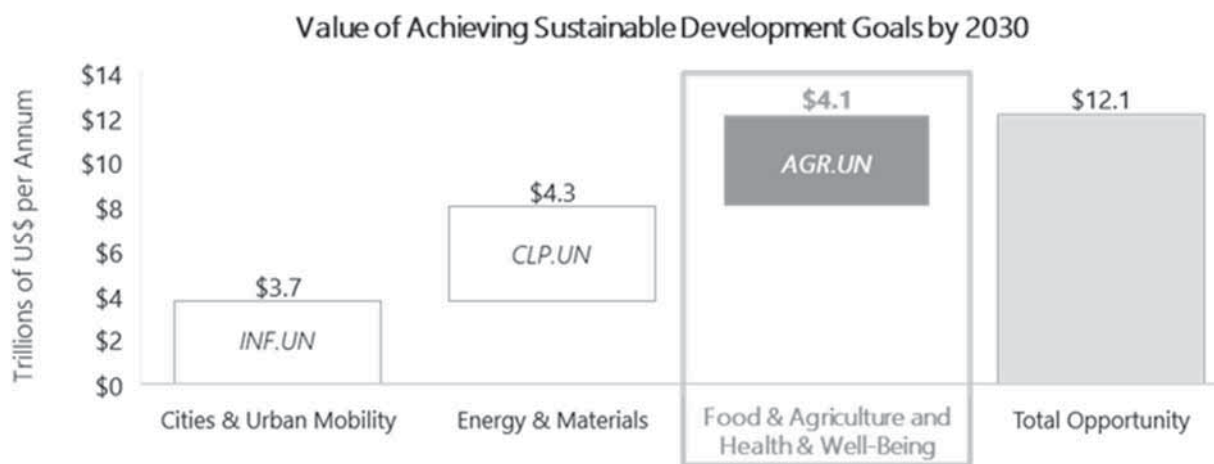 Value of Achieving Sustainable Development Goals by 2030
Trillions of US$ per Annum
$14
$12
$10
$8
$6
$4
$2
$0
$3.7
INF.UN
$4.3
CLP.UN
$4.1
AGR.UN
$12.1
Cities & Urban Mobility
Energy & Materials
Food & Agriculture and
Health & Well-Being
Total Opportunity